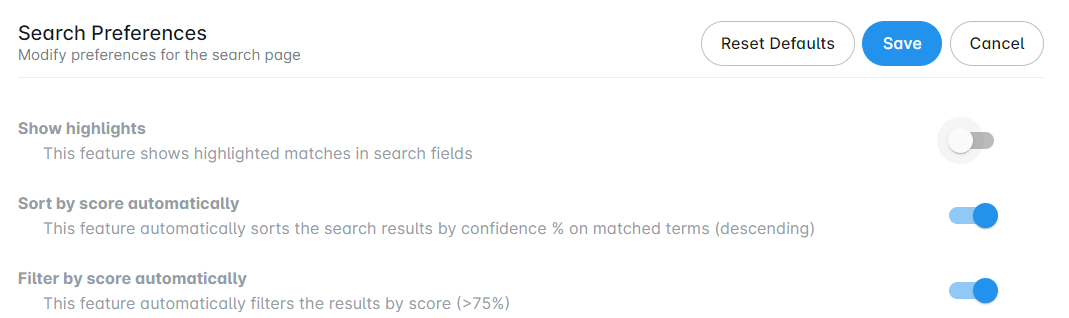 Search Preferences
Modify preferences for the search page
Reset Defaults
Save
Cancel
Show highlights
This feature shows highlighted matches in search fields
Sort by score automatically
This feature automatically sorts the search results by confidence % on matched terms (descending)
Filter by score automatically
This feature automatically filters the results by score (>75%)